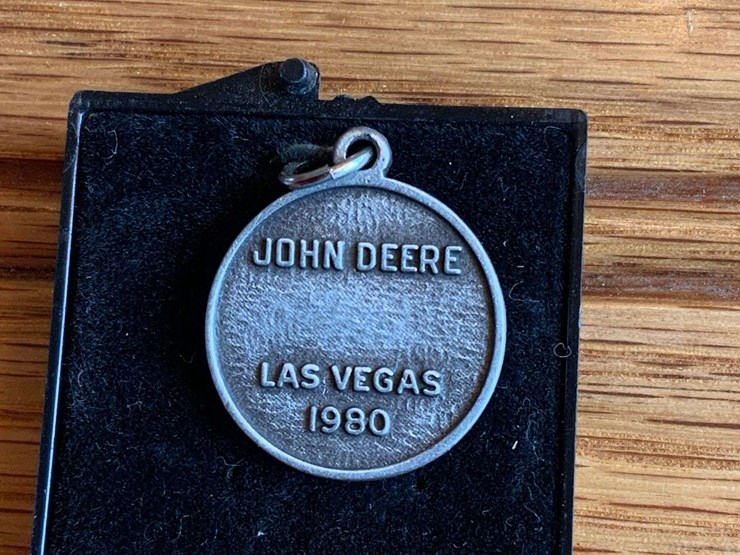 JOHN DEERE
LAS VEGAS
1980